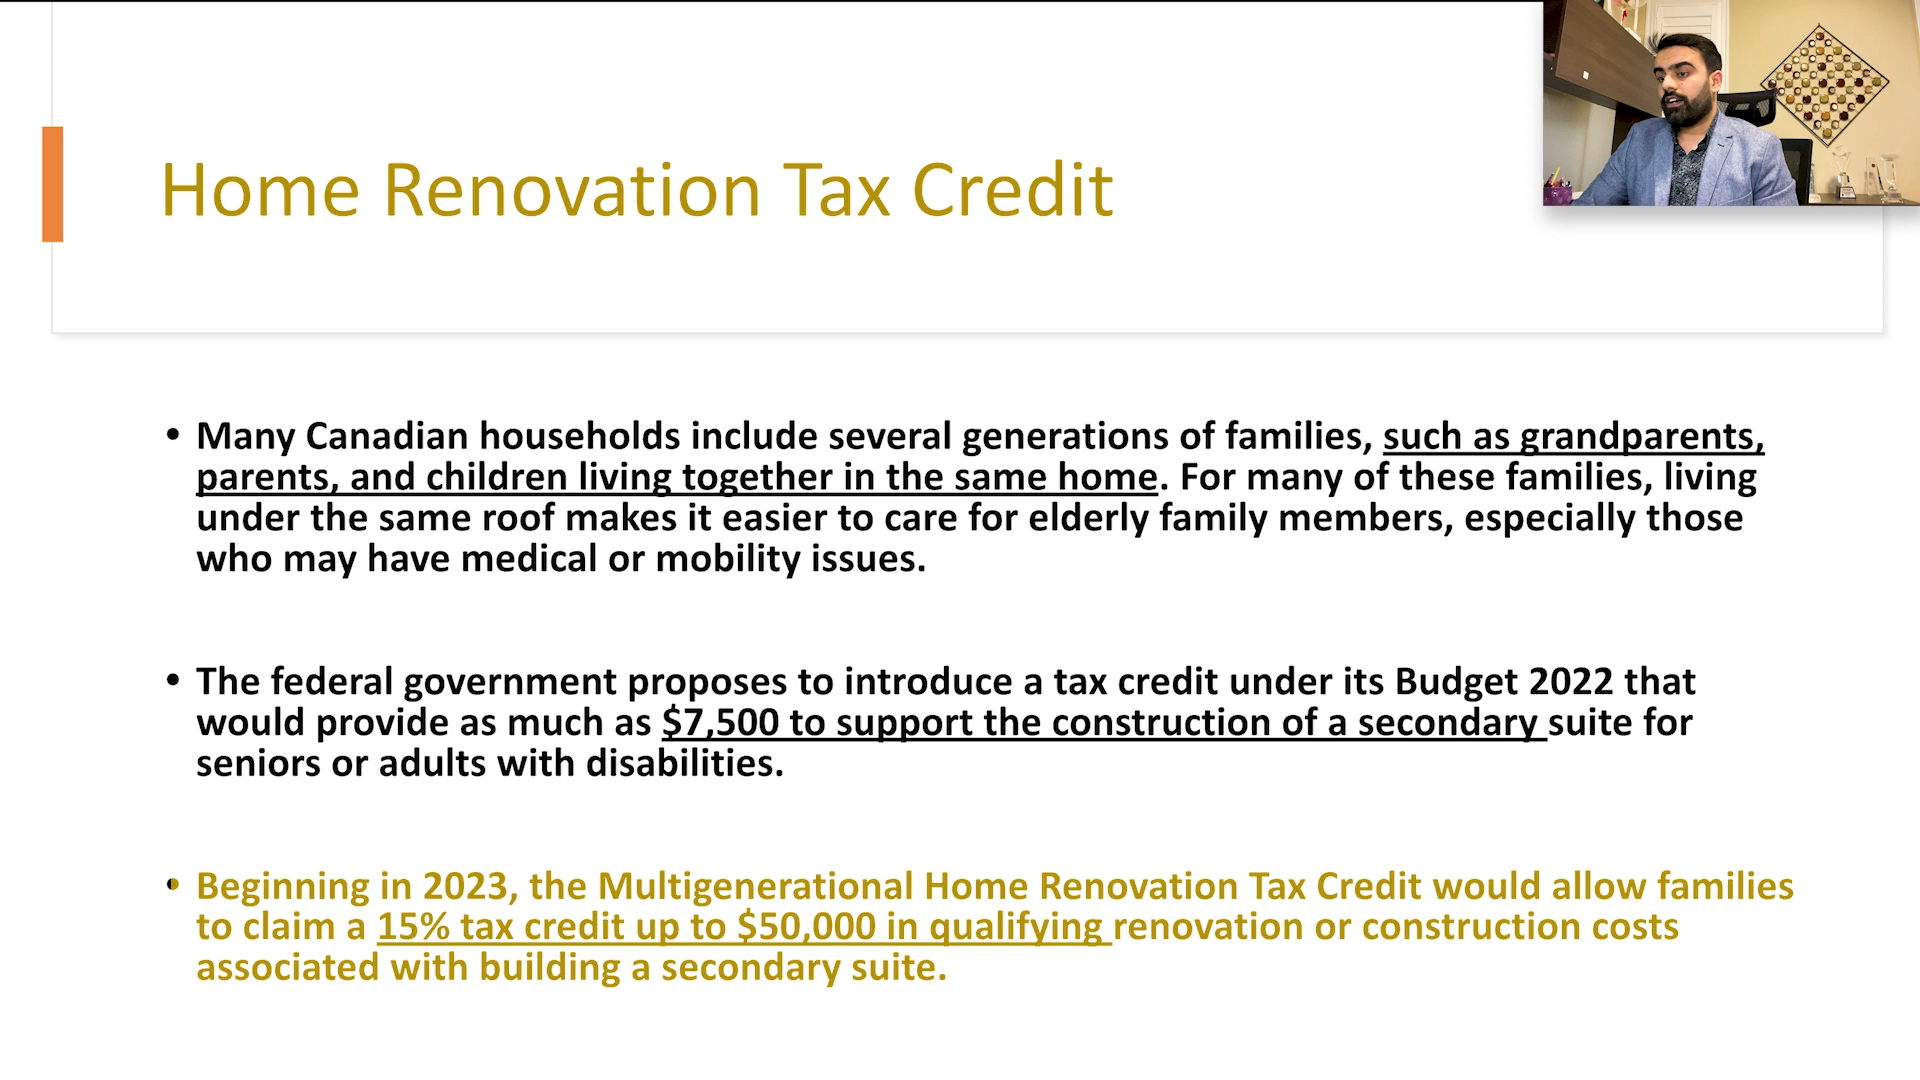 Home Renovation Tax Credit
• Many Canadian households include several generations of families, such as grandparents,
parents, and children living together in the same home. For many of these families, living
under the same roof makes it easier to care for elderly family members, especially those
who may have medical or mobility issues.
• The federal government proposes to introduce a tax credit under its Budget 2022 that
would provide as much as $7,500 to support the construction of a secondary suite for
seniors or adults with disabilities.
• Beginning in 2023, the Multigenerational Home Renovation Tax Credit would allow families
to claim a 15% tax credit up to $50,000 in qualifying renovation or construction costs
associated with building a secondary suite.